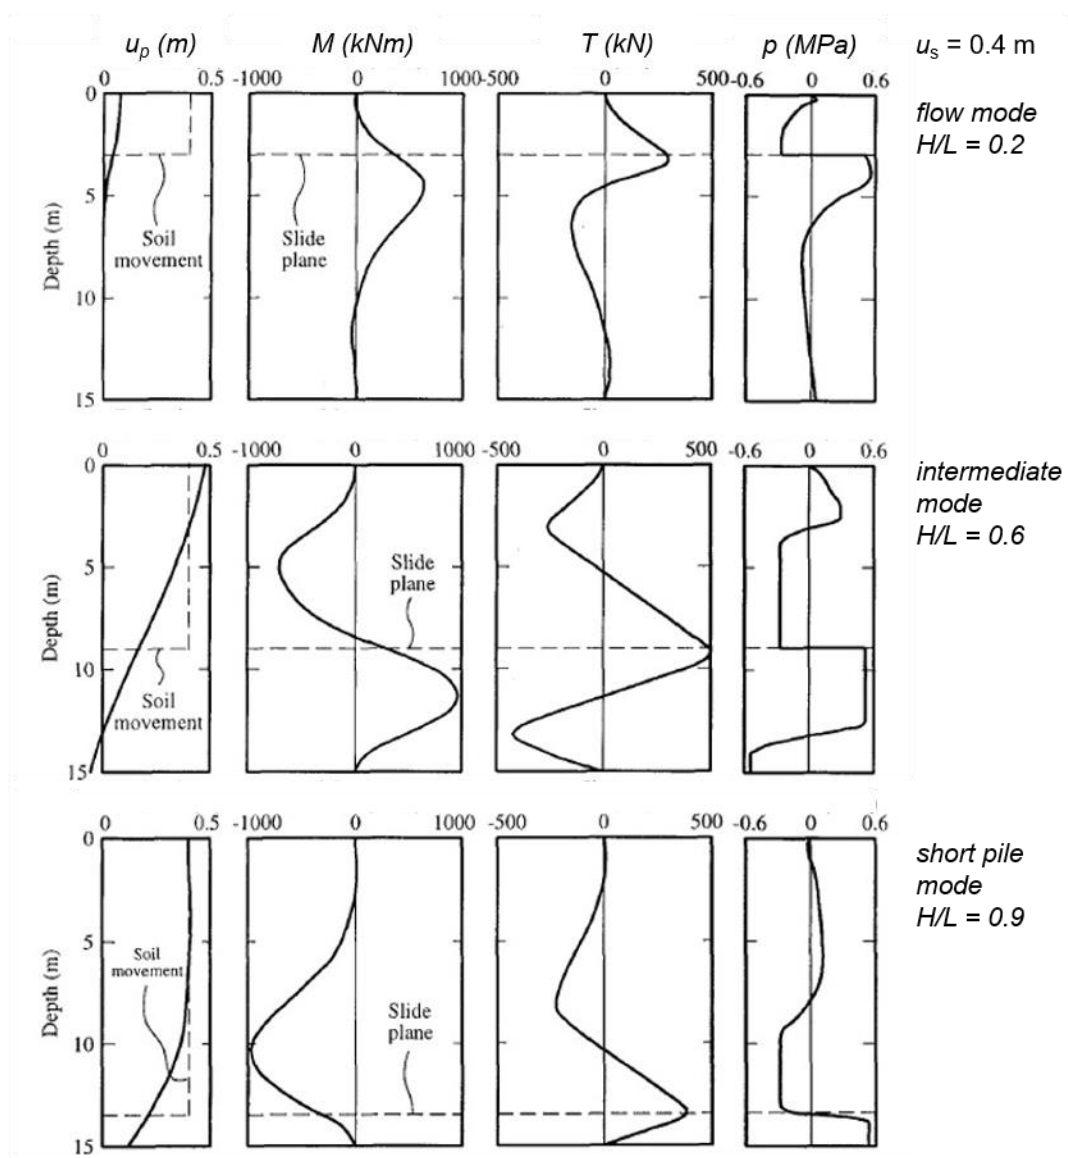 u_p (m) M (kNm) T (kN) p (MPa) u_s = 0.4 m
0 0.5 -1000 0 1000 -500 0 500 -0.6 0 0.6
0
5
10
15
Depth (m)
Soil
movement
Slide
plane
flow mode
H/L = 0.2
0 0.5 -1000 0 1000 -500 0 500 -0.6 0 0.6
0
5
10
15
Depth (m)
Soil
movement
Slide
plane
intermediate
mode
H/L = 0.6
0 0.5 -1000 0 1000 -500 0 500 -0.6 0 0.6
0
5
10
15
Depth (m)
Soil
movement
Slide
plane
short pile
mode
H/L = 0.9